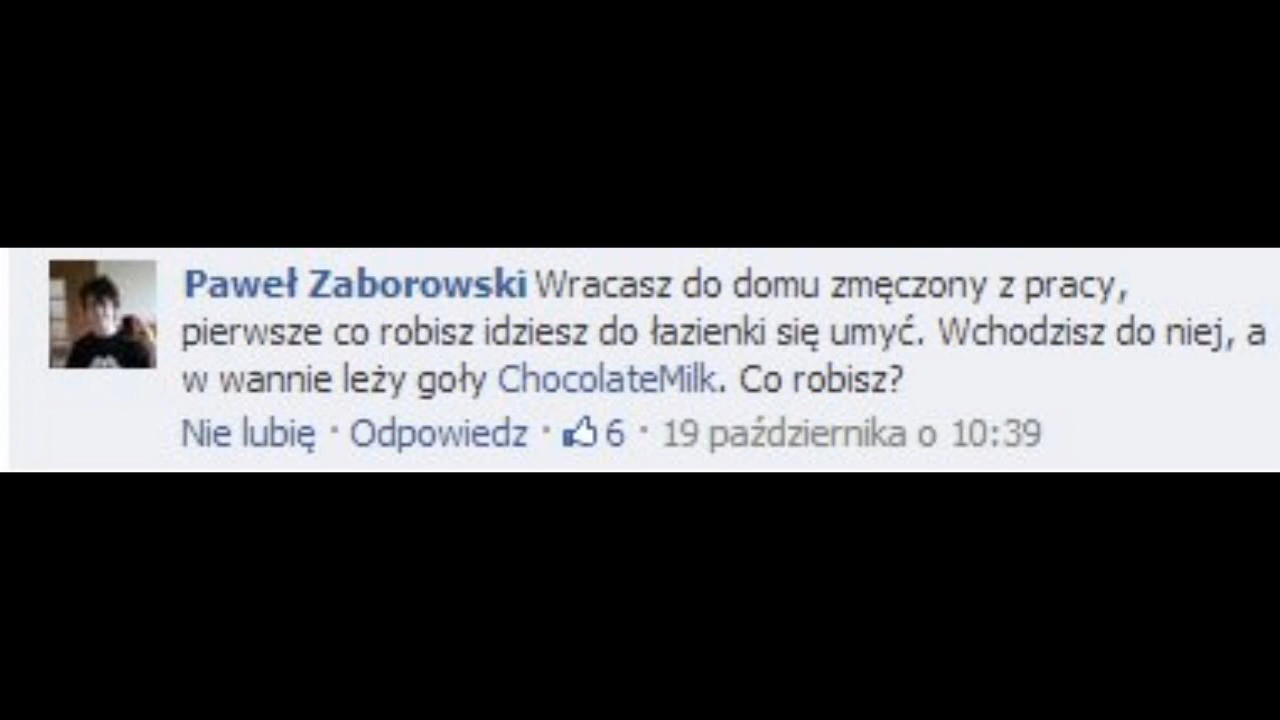 Paweł Zaborowski Wracasz do domu zmęczony z pracy,
pierwsze co robisz idziesz do łazienki się umyć. Wchodzisz do niej, a
w wannie leży goły ChocolateMilk. Co robisz?
Nie lubię · Odpowiedz · 6 · 19 października o 10:39